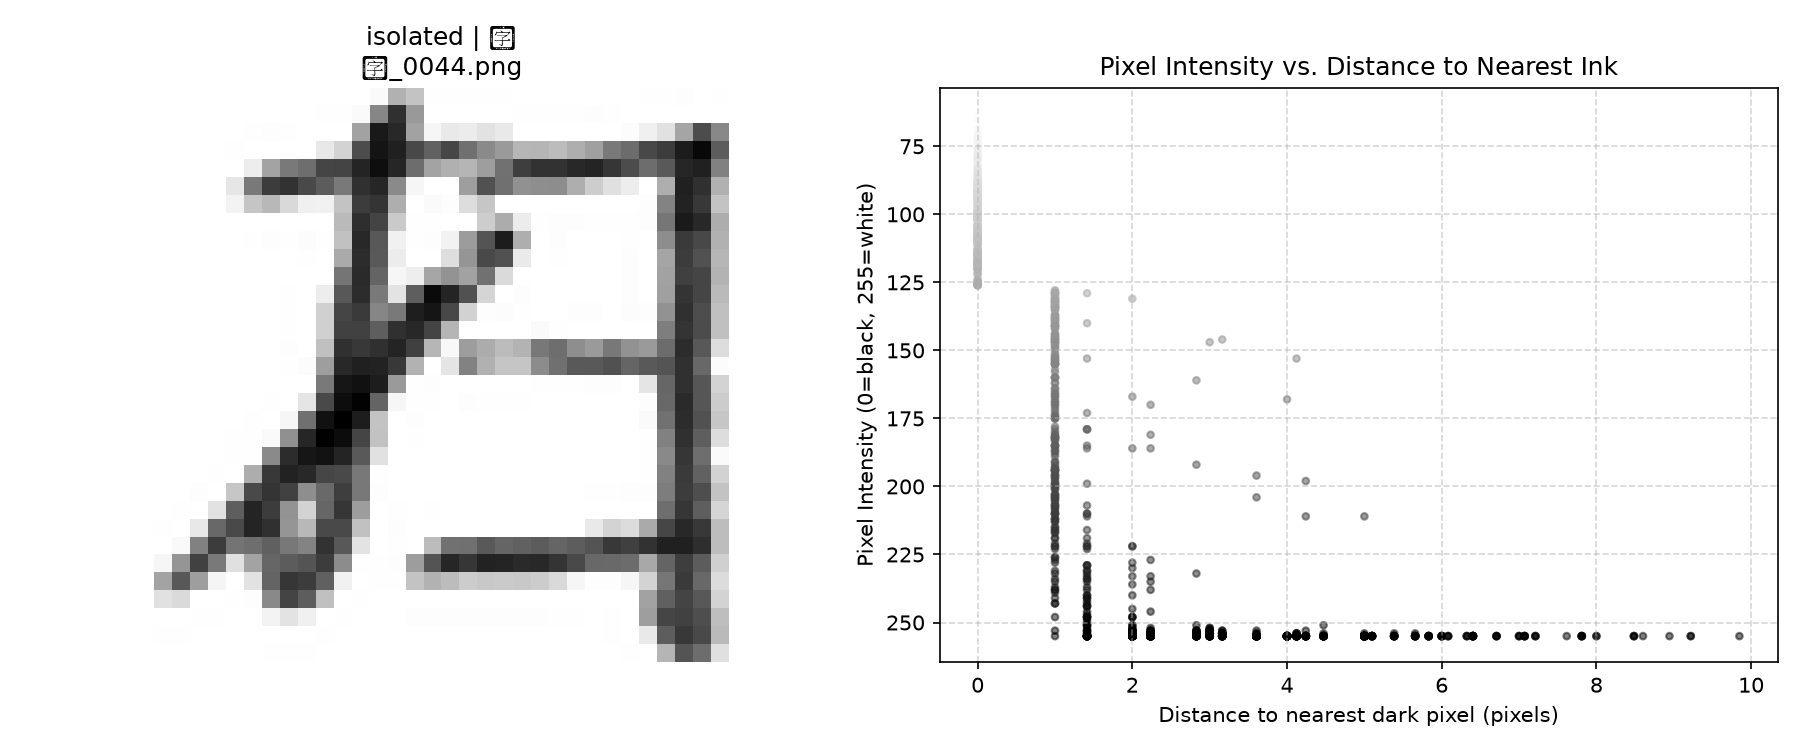 isolated |
_0044.png
扫
Pixel Intensity vs. Distance to Nearest Ink
Pixel Intensity (0=black, 255=white)
75
100
125
150
175
200
225
250
0 2 4 6 8 10
Distance to nearest dark pixel (pixels)